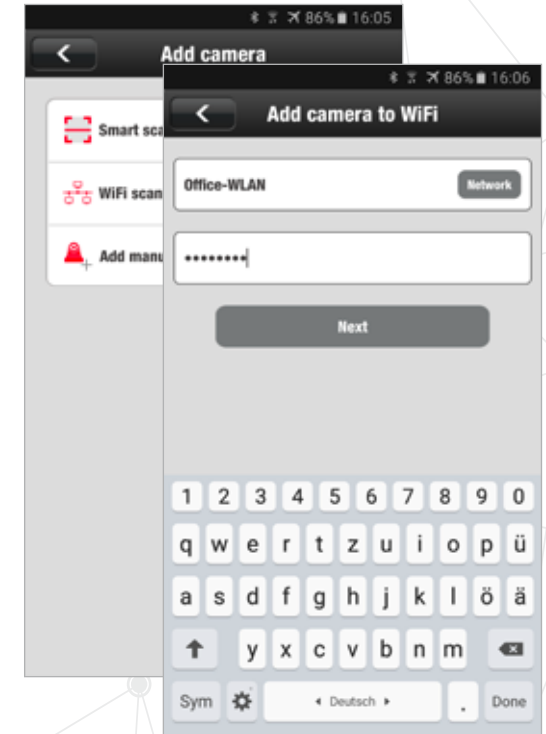 86% 16:05
Add camera
Smart sca
WiFi scan
Add manu
86% 16:06
Add camera to WiFi
Office-WLAN Network
••••••••
Next
1 2 3 4 5 6 7 8 9 0
q w e r t z u i o p ü
a s d f g h j k l ö ä
y x c v b n m
Sym Deutsch . Done